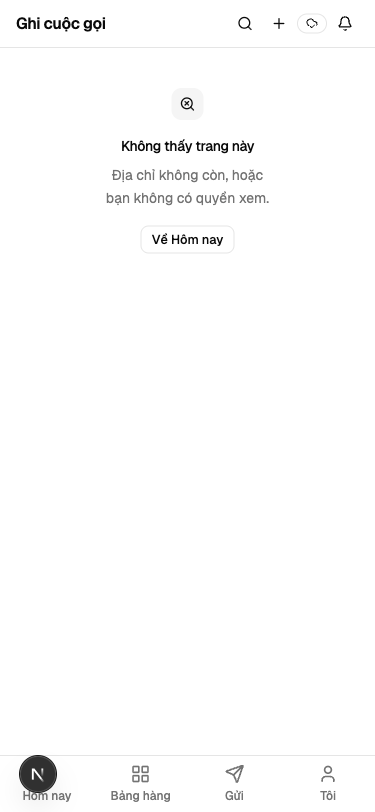 Ghi cuộc gọi
Không thấy trang này
Địa chỉ không còn, hoặc
bạn không có quyền xem.
Về Hôm nay
N
Hôm nay
Bảng hàng
Gửi
Tôi